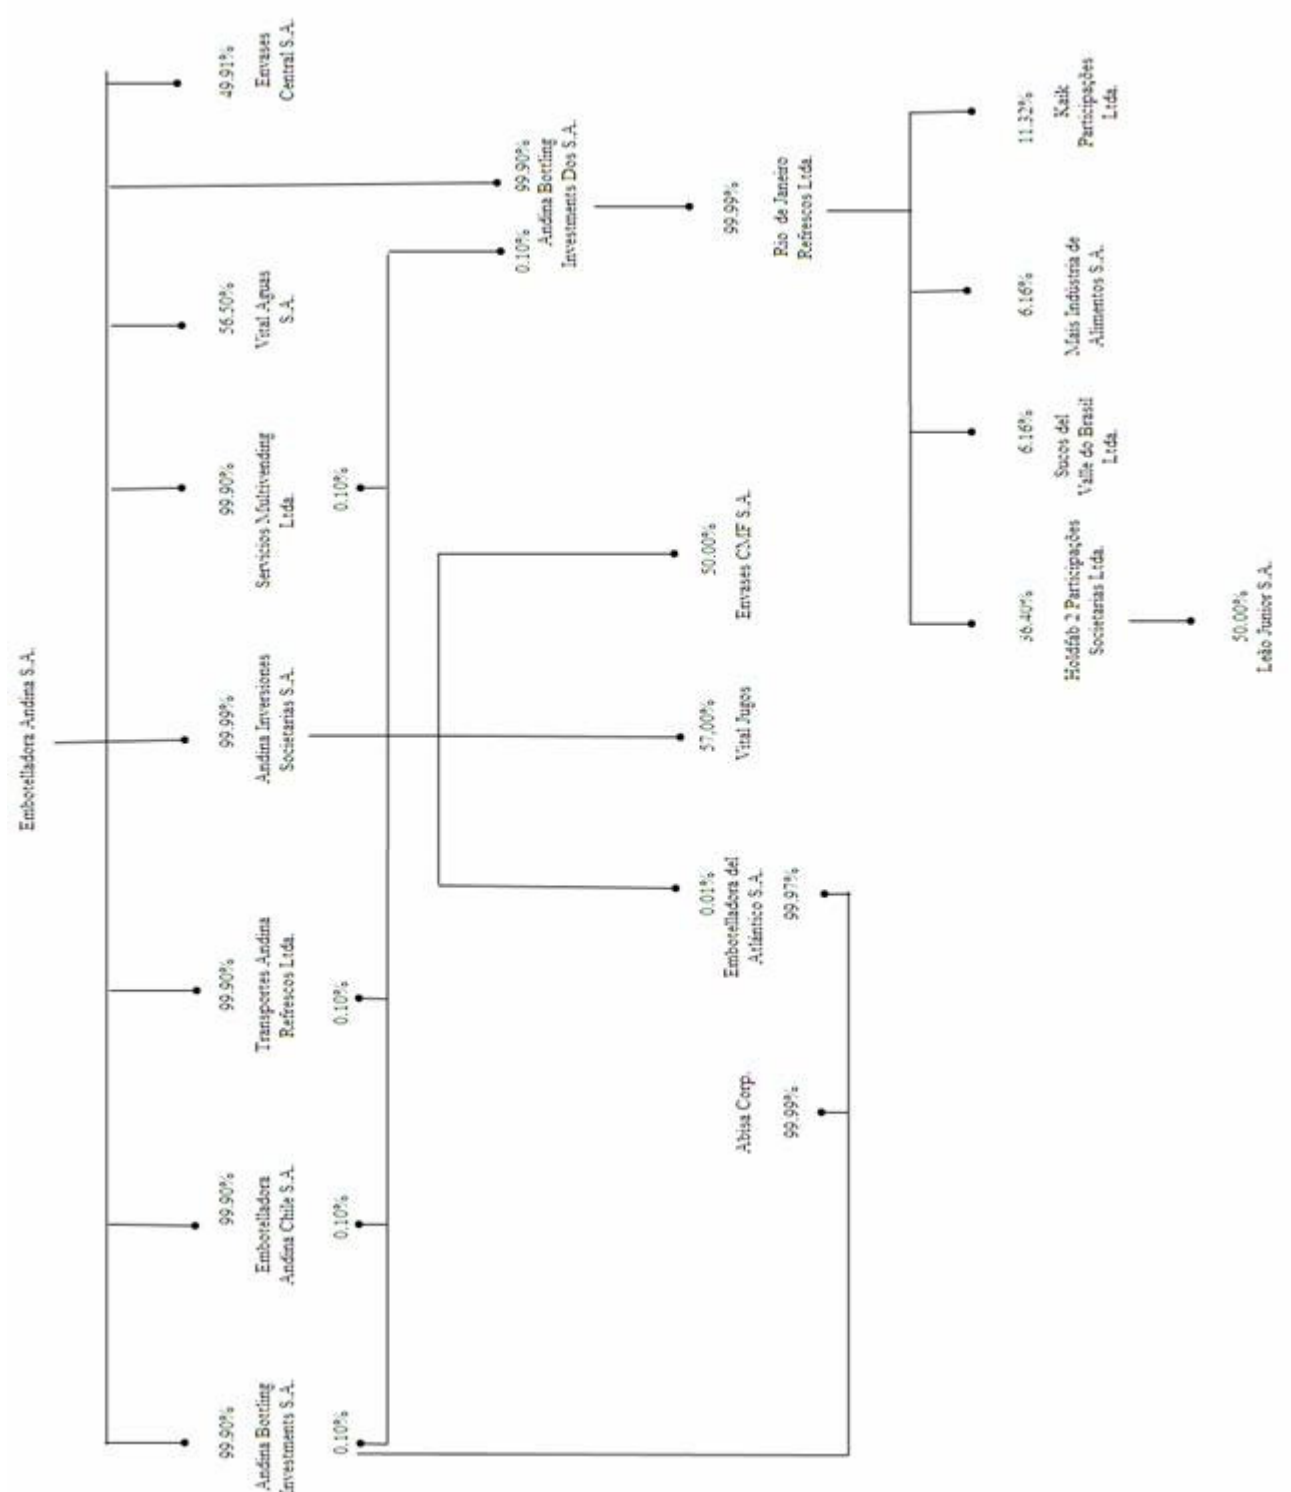 Embotelladora Andina S.A.
99.90%
Andina Bottling
Investments S.A.
0.10%
99.90%
Embotelladora
Andina Chile S.A.
0.10%
99.90%
Transportes Andina
Refrescos Ltda.
0.10%
99.99%
Andina Inversiones
Societarias S.A.
99.90%
Servicios Multivending
Ltda.
0.10%
56.50%
Vital Aguas
S.A.
49.91%
Envases
Central S.A.
0.10%
99.90%
Andina Bottling
Investments Dos S.A.
Abisa Corp.
99.99%
0.01%
Embotelladora del
Atlántico S.A.
99.97%
57,00%
Vital Jugos
50.00%
Envases CMF S.A.
99.99%
Rio de Janeiro
Refrescos Ltda.
36.40%
Holdfab 2 Participações
Societarias Ltda.
6.16%
Sucos del
Valle do Brasil
Ltda.
6.16%
Mais Indústria de
Alimentos S.A.
11.32%
Kaik
Participações
Ltda.
50.00%
Leão Junior S.A.